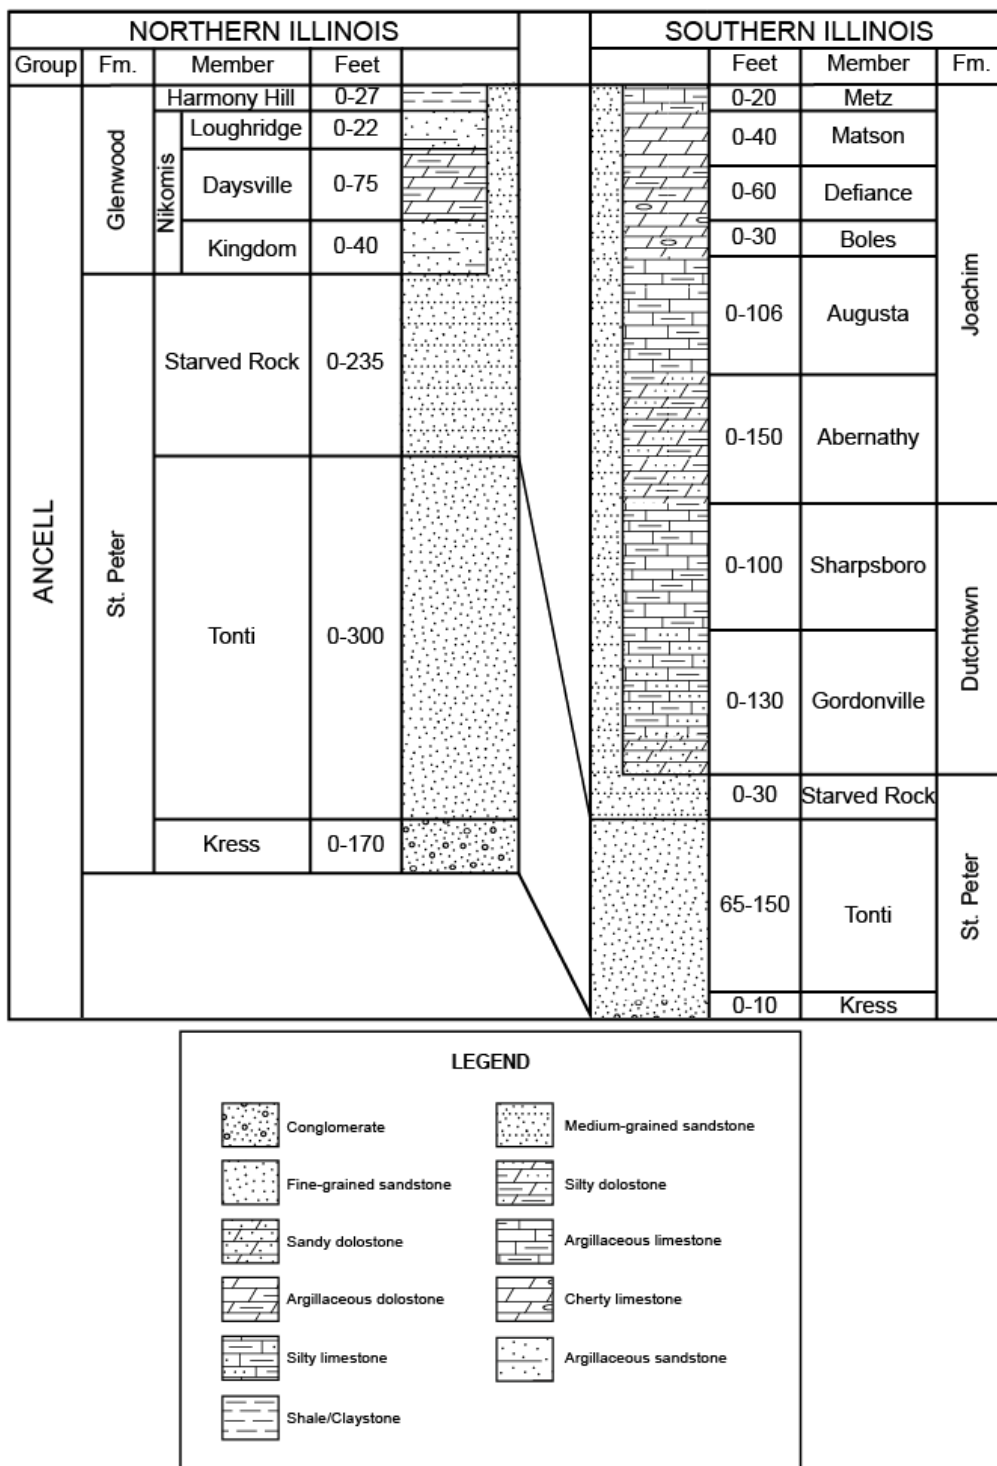 NORTHERN ILLINOIS
Group Fm. Member Feet
ANCELL
Glenwood
Harmony Hill 0-27
Nikomis
Loughridge 0-22
Daysville 0-75
Kingdom 0-40
St. Peter
Starved Rock 0-235
Tonti 0-300
Kress 0-170
SOUTHERN ILLINOIS
Feet Member Fm.
0-20 Metz
0-40 Matson
0-60 Defiance
0-30 Boles
0-106 Augusta
0-150 Abernathy
Joachim
0-100 Sharpsboro
0-130 Gordonville
Dutchtown
0-30 Starved Rock
65-150 Tonti
0-10 Kress
St. Peter
LEGEND
Conglomerate
Medium-grained sandstone
Fine-grained sandstone
Silty dolostone
Sandy dolostone
Argillaceous limestone
Argillaceous dolostone
Cherty limestone
Silty limestone
Argillaceous sandstone
Shale/Claystone